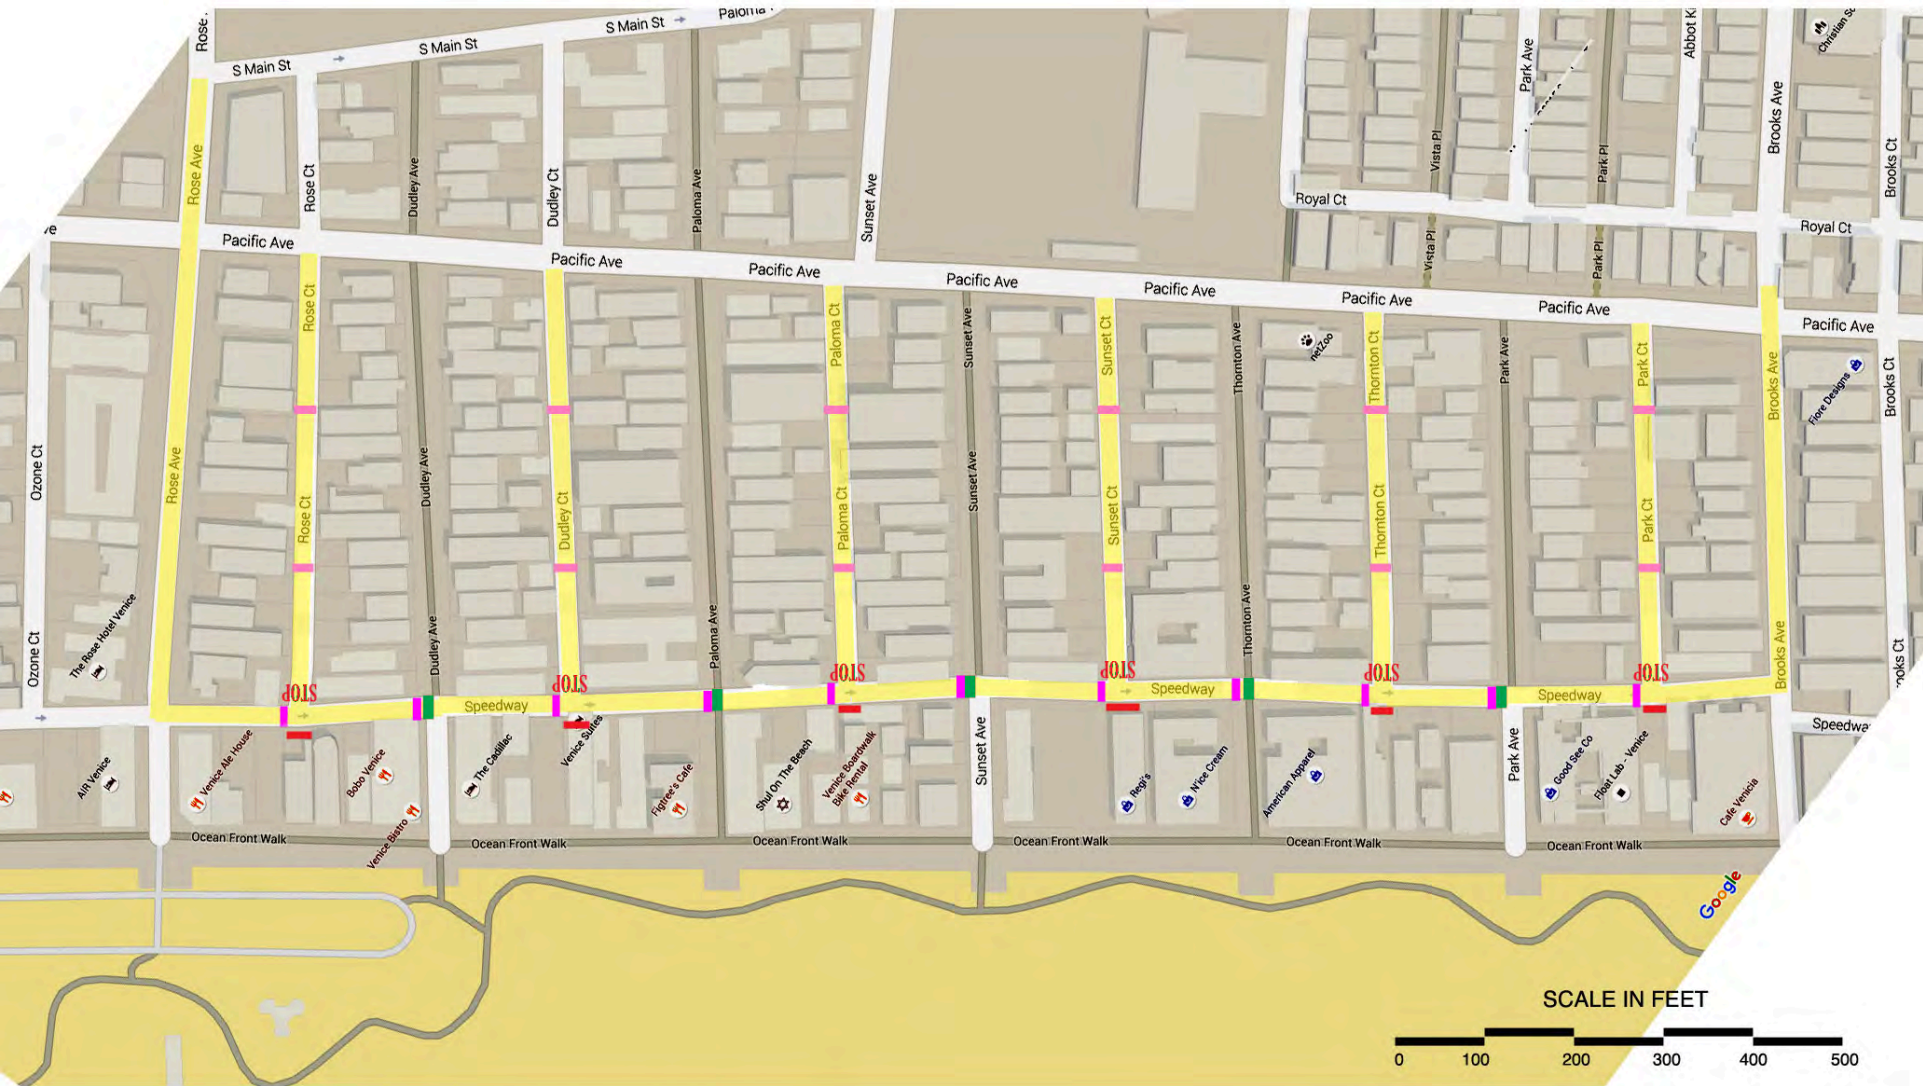 Rose
S Main St
S Main St
S Main St
Rose Ave
Rose Ct
Dudley Ave
Dudley Ct
Paloma Ave
Sunset Ave
Vista Pl
Park Ave
Park Pl
Brooks Ave
Brooks Ct
Christian
Royal Ct
Royal Ct
Vista Pl
Park Pl
Pacific Ave
Pacific Ave
Pacific Ave
Pacific Ave
Pacific Ave
Pacific Ave
Pacific Ave
Pacific Ave
Rose Ct
Paloma Ct
Sunset Ave
Sunset Ct
Thornton Ave
netZoo
Thornton Ct
Park Ave
Park Ct
Brooks Ave
Fiore Designs
Brooks Ct
Ozone Ct
Rose Ave
Rose Ct
Dudley Ave
Dudley Ct
Paloma Ct
Sunset Ave
Sunset Ct
Thornton Ct
Park Ct
Ozone Ct
The Rose Hotel Venice
Dudley Ave
Paloma Ave
Thornton Ave
Brooks Ave
STOP
STOP
STOP
STOP
STOP
STOP
Speedway
Speedway
Speedway
AIR Venice
Venice Ale House
Bobo Venice
Venice Bistro
The Cadillac
Venice Suites
Figtree's Cafe
Shul On The Beach
Venice Boardwalk
Bike Rental
Sunset Ave
Regi's
N'ice Cream
American Apparel
Park Ave
Good See Co
Float Lab - Venice
Cafe Venicia
Ocean Front Walk
Ocean Front Walk
Ocean Front Walk
Ocean Front Walk
Ocean Front Walk
Ocean Front Walk
Google
SCALE IN FEET
0 100 200 300 400 500